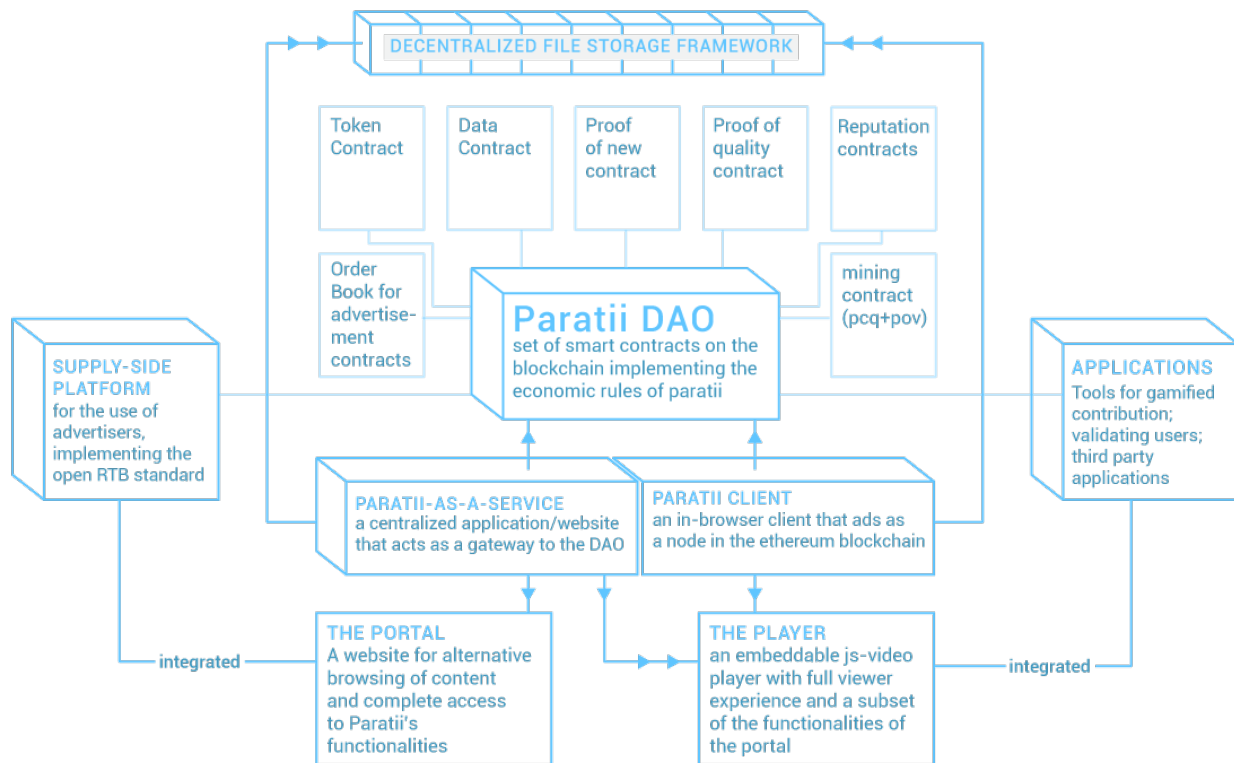 DECENTRALIZED FILE STORAGE FRAMEWORK
Token
Contract
Data
Contract
Proof
of new
contract
Proof of
quality
contract
Reputation
contracts
Order
Book for
advertise-
ment
contracts
Paratii DAO
set of smart contracts on the
blockchain implementing the
economic rules of paratii
mining
contract
(pcq+pov)
SUPPLY-SIDE
PLATFORM
for the use of
advertisers,
implementing the
open RTB standard
APPLICATIONS
Tools for gamified
contribution;
validating users;
third party
applications
PARATII-AS-A-SERVICE
a centralized application/website
that acts as a gateway to the DAO
PARATII CLIENT
an in-browser client that ads as
a node in the ethereum blockchain
integrated
THE PORTAL
A website for alternative
browsing of content
and complete access
to Paratii's
functionalities
THE PLAYER
an embeddable js-video
player with full viewer
experience and a subset
of the functionalities of
the portal
integrated